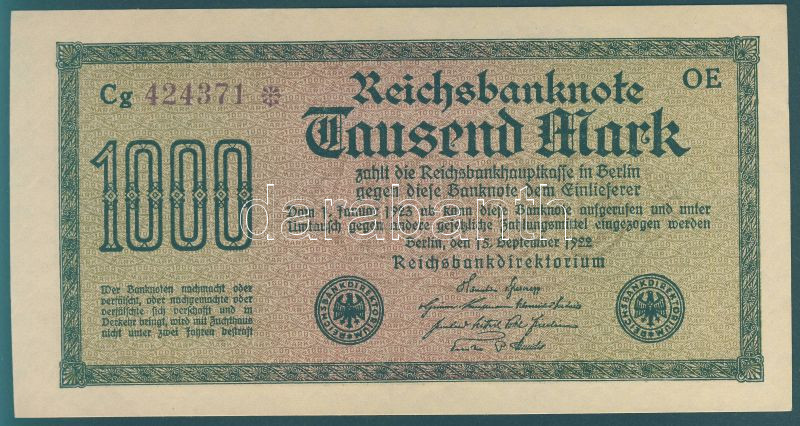 Cg 424371 *
OE
Reichsbanknote
Tausend Mark
1000
zahlt die Reichsbankhauptkasse in Berlin
gegen diese Banknote dem Einlieferer
Vom 1. Januar 1923 ab kann diese Banknote aufgerufen und unter
Umtausch gegen andere gesetzliche Zahlungsmittel eingezogen werden
Berlin, den 15. September 1922
Reichsbankdirektorium
Wer Banknoten nachmacht oder
verfälscht, oder nachgemachte oder
verfälschte sich verschafft und in
Verkehr bringt, wird mit Zuchthaus
nicht unter zwei Jahren bestraft
REICHSBANKDIREKTORIUM
REICHSBANKDIREKTORIUM
darabanth